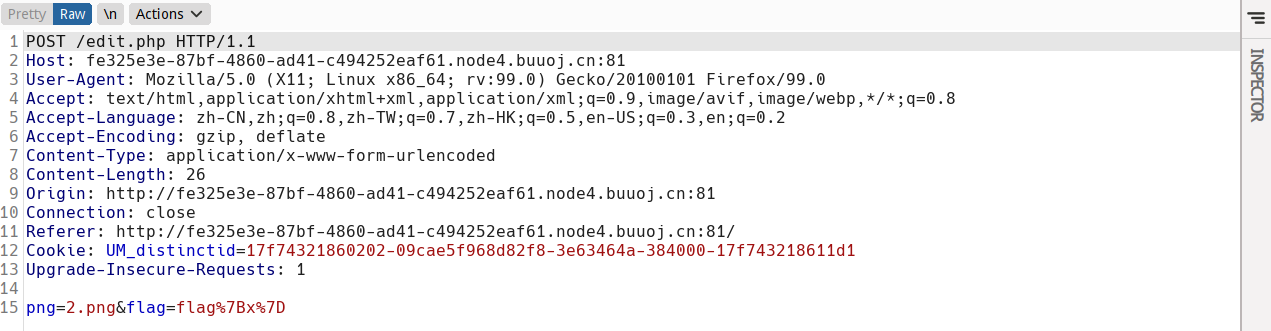 Pretty Raw \n Actions
1 POST /edit.php HTTP/1.1
2 Host: fe325e3e-87bf-4860-ad41-c494252eaf61.node4.buuoj.cn:81
3 User-Agent: Mozilla/5.0 (X11; Linux x86_64; rv:99.0) Gecko/20100101 Firefox/99.0
4 Accept: text/html,application/xhtml+xml,application/xml;q=0.9,image/avif,image/webp,*/*;q=0.8
5 Accept-Language: zh-CN,zh;q=0.8,zh-TW;q=0.7,zh-HK;q=0.5,en-US;q=0.3,en;q=0.2
6 Accept-Encoding: gzip, deflate
7 Content-Type: application/x-www-form-urlencoded
8 Content-Length: 26
9 Origin: http://fe325e3e-87bf-4860-ad41-c494252eaf61.node4.buuoj.cn:81
10 Connection: close
11 Referer: http://fe325e3e-87bf-4860-ad41-c494252eaf61.node4.buuoj.cn:81/
12 Cookie: UM_distinctid=17f74321860202-09cae5f968d82f8-3e63464a-384000-17f743218611d1
13 Upgrade-Insecure-Requests: 1
14
15 png=2.png&flag=flag%7Bx%7D
INSPECTOR